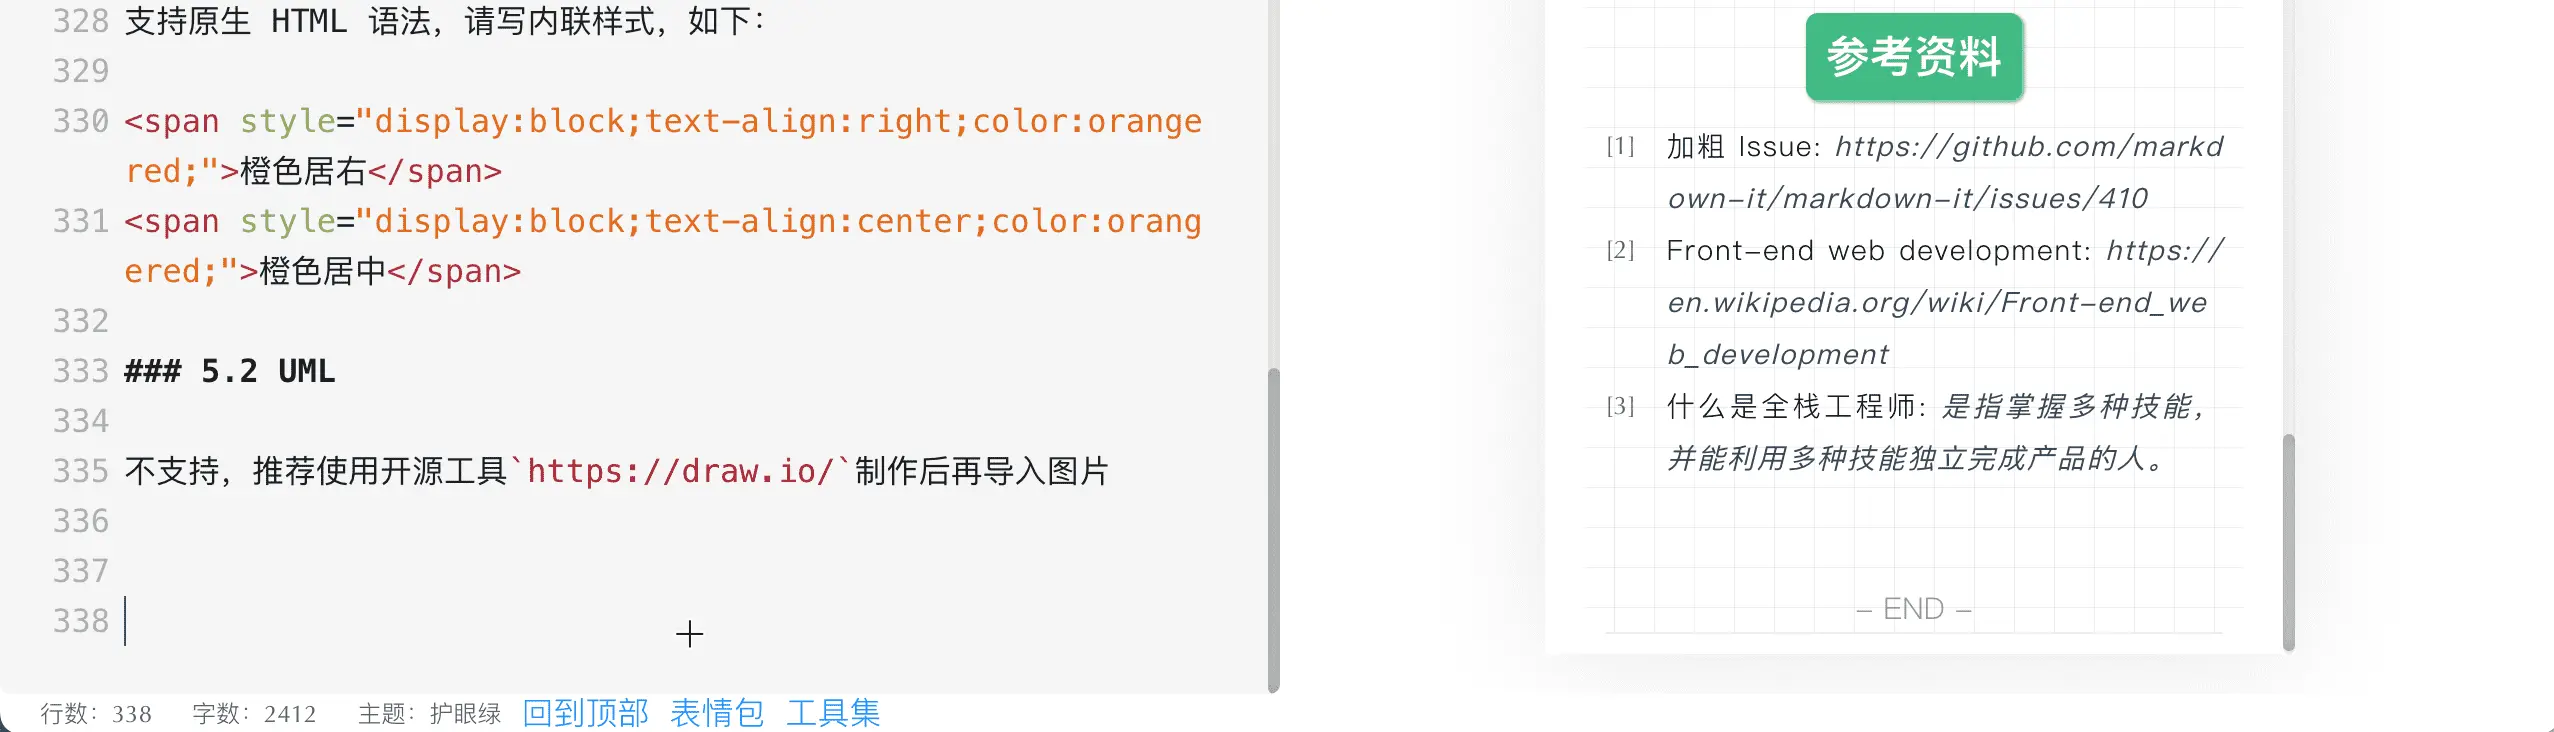 328 支持原生 HTML 语法，请写内联样式，如下：
329
330 <span style="display:block;text-align:right;color:orange
red;">橙色居右</span>
331 <span style="display:block;text-align:center;color:orang
ered;">橙色居中</span>
332
333 ### 5.2 UML
334
335 不支持，推荐使用开源工具`https://draw.io/`制作后再导入图片
336
337
338
行数：338 字数：2412 主题：护眼绿 回到顶部 表情包 工具集
参考资料
[1] 加粗 Issue: https://github.com/markd
own-it/markdown-it/issues/410
[2] Front-end web development: https://
en.wikipedia.org/wiki/Front-end_we
b_development
[3] 什么是全栈工程师: 是指掌握多种技能，
并能利用多种技能独立完成产品的人。
– END –